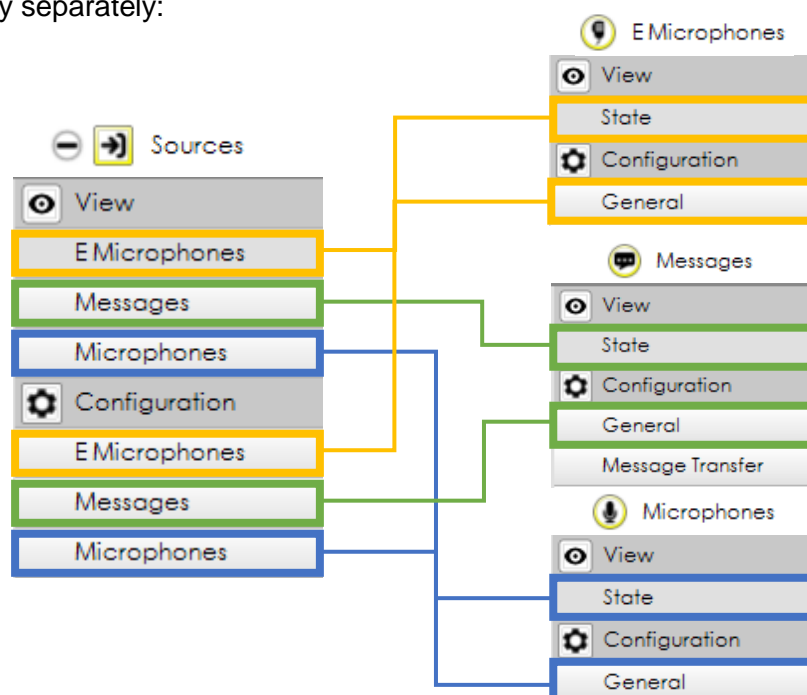 y separately:
Sources
View
E Microphones
Messages
Microphones
Configuration
E Microphones
Messages
Microphones
E Microphones
View
State
Configuration
General
Messages
View
State
Configuration
General
Message Transfer
Microphones
View
State
Configuration
General